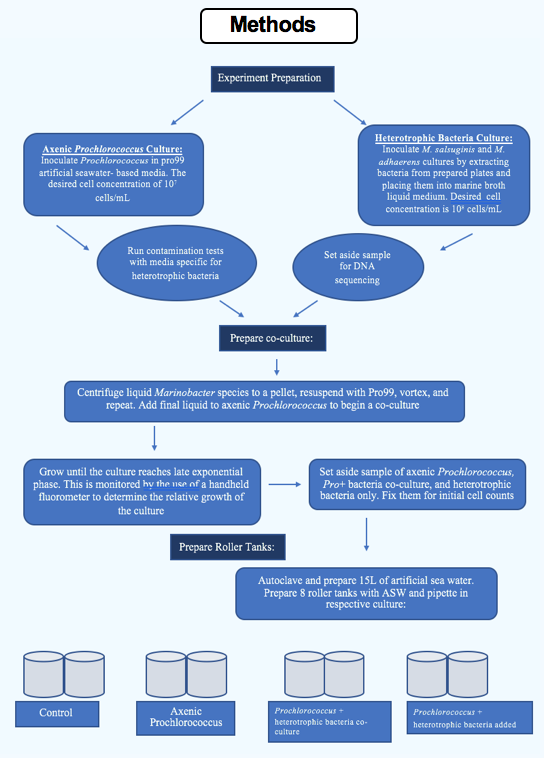 Methods
Experiment Preparation
Axenic Prochlorococcus Culture:
Inoculate Prochlorococcus in pro99
artificial seawater- based media. The
desired cell concentration of 10⁷
cells/mL
Heterotrophic Bacteria Culture:
Inoculate M. salsuginis and M.
adhaerens cultures by extracting
bacteria from prepared plates and
placing them into marine broth
liquid medium. Desired cell
concentration is 10⁸ cells/mL
Run contamination tests
with media specific for
heterotrophic bacteria
Set aside sample
for DNA
sequencing
Prepare co-culture:
Centrifuge liquid Marinobacter species to a pellet, resuspend with Pro99, vortex, and
repeat. Add final liquid to axenic Prochlorococcus to begin a co-culture
Grow until the culture reaches late exponential
phase. This is monitored by the use of a handheld
fluorometer to determine the relative growth of
the culture
Set aside sample of axenic Prochlorococcus,
Pro+ bacteria co-culture, and heterotrophic
bacteria only. Fix them for initial cell counts
Prepare Roller Tanks:
Autoclave and prepare 15L of artificial sea water.
Prepare 8 roller tanks with ASW and pipette in
respective culture:
Control
Axenic
Prochlorococcus
Prochlorococcus +
heterotrophic bacteria co-
culture
Prochlorococcus +
heterotrophic bacteria added